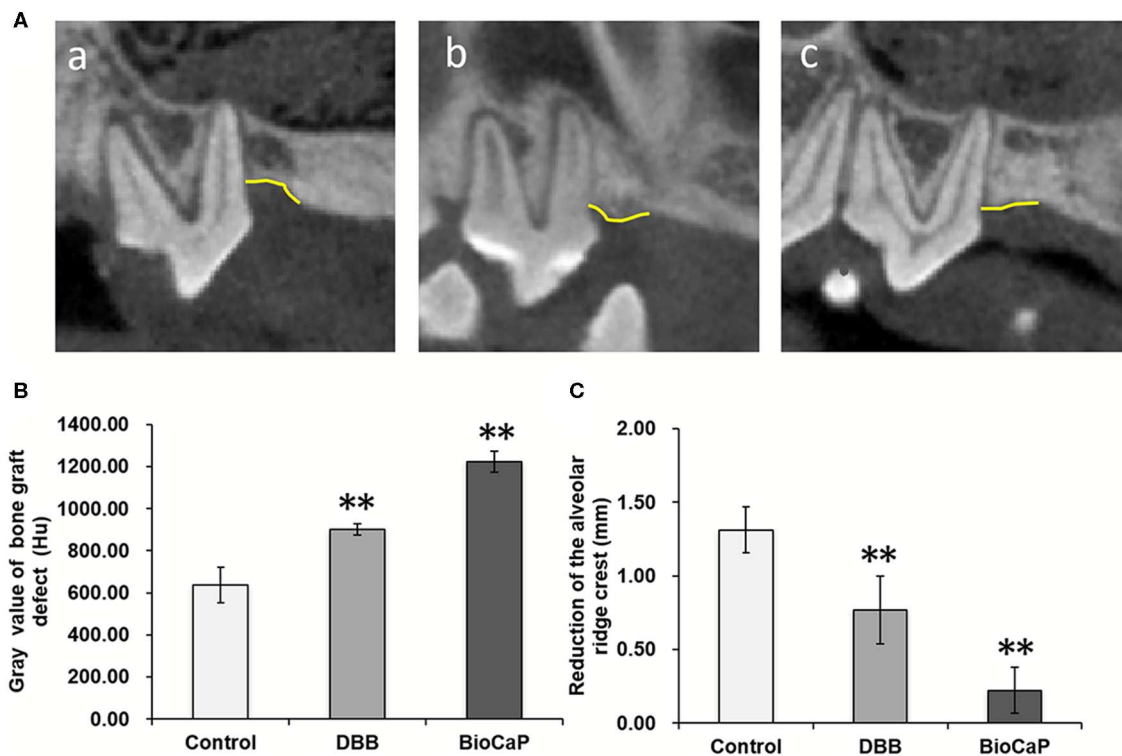 A
a
b
c
B
Gray value of bone graft
defect (Hu)
1400.00
1200.00
1000.00
800.00
600.00
400.00
200.00
0.00
**
**
Control
DBB
BioCaP
C
Reduction of the alveolar
ridge crest (mm)
2.00
1.50
1.00
0.50
0.00
**
**
Control
DBB
BioCaP